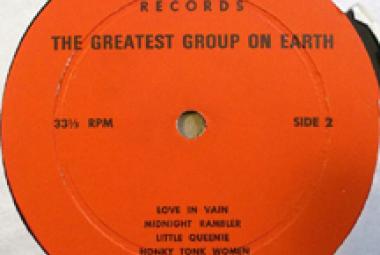 RECORDS
THE GREATEST GROUP ON EARTH
33⅓ RPM SIDE 2
LOVE IN VAIN
MIDNIGHT RAMBLER
LITTLE QUEENIE
HONKY TONK WOMEN